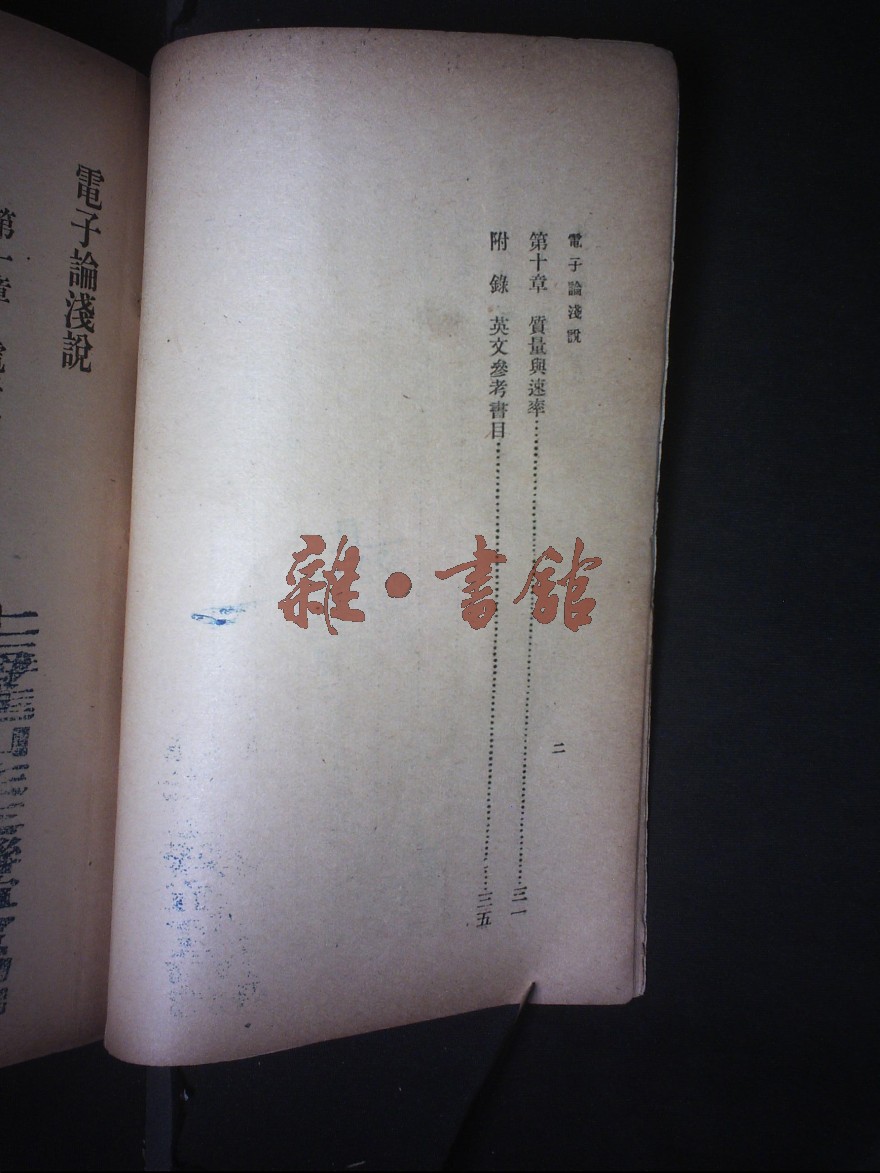 電子論淺說
第十章　質量與速率……三一
附　錄　英文參考書目……三五
二
雜·書館
電子論淺說
第一章